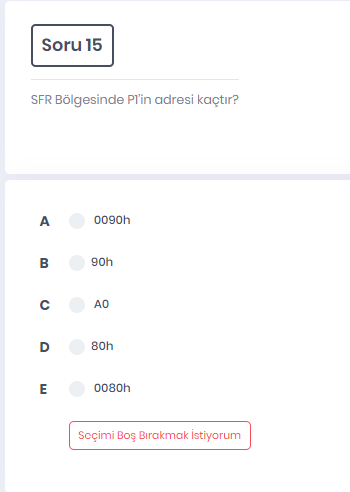 Soru 15
SFR Bölgesinde P1'in adresi kaçtır?
A 0090h
B 90h
C A0
D 80h
E 0080h
Seçimi Boş Bırakmak İstiyorum